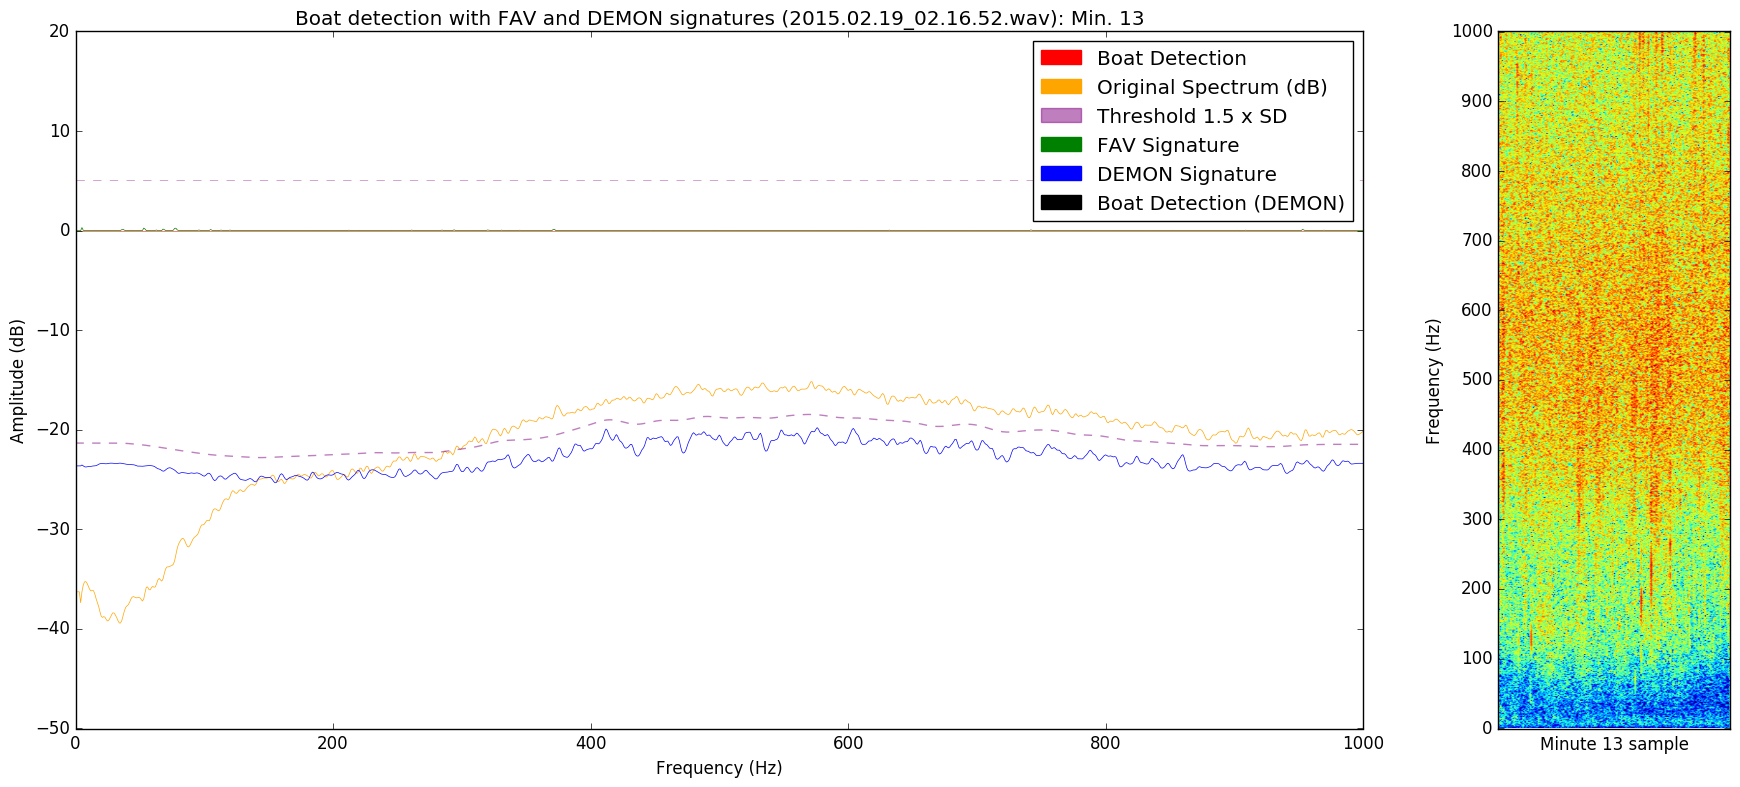 Boat detection with FAV and DEMON signatures (2015.02.19_02.16.52.wav): Min. 13
20
10
0
−10
−20
−30
−40
−50
Amplitude (dB)
0
200
400
600
800
1000
Frequency (Hz)
Boat Detection
Original Spectrum (dB)
Threshold 1.5 x SD
FAV Signature
DEMON Signature
Boat Detection (DEMON)
1000
900
800
700
600
500
400
300
200
100
0
Frequency (Hz)
Minute 13 sample